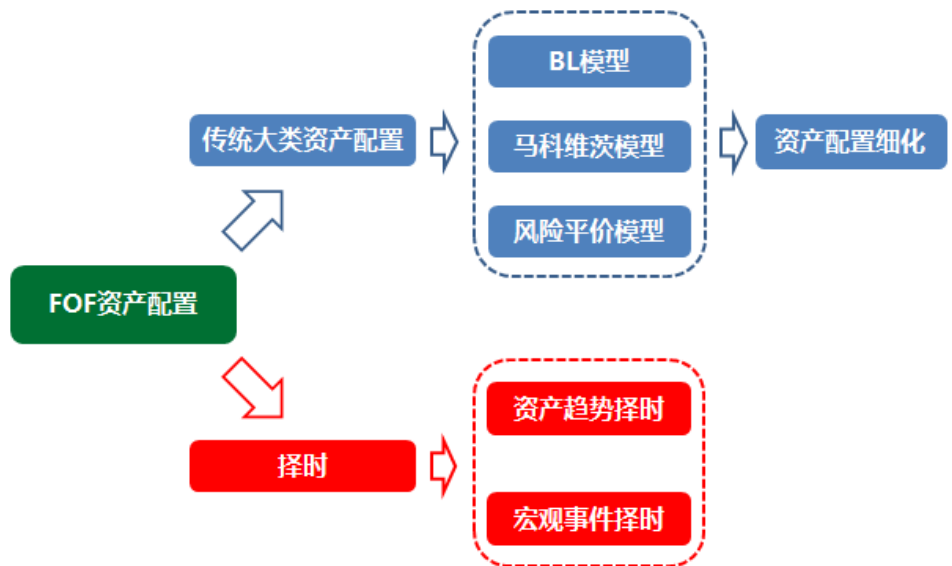 BL模型
传统大类资产配置
马科维茨模型
资产配置细化
风险平价模型
FOF资产配置
资产趋势择时
择时
宏观事件择时